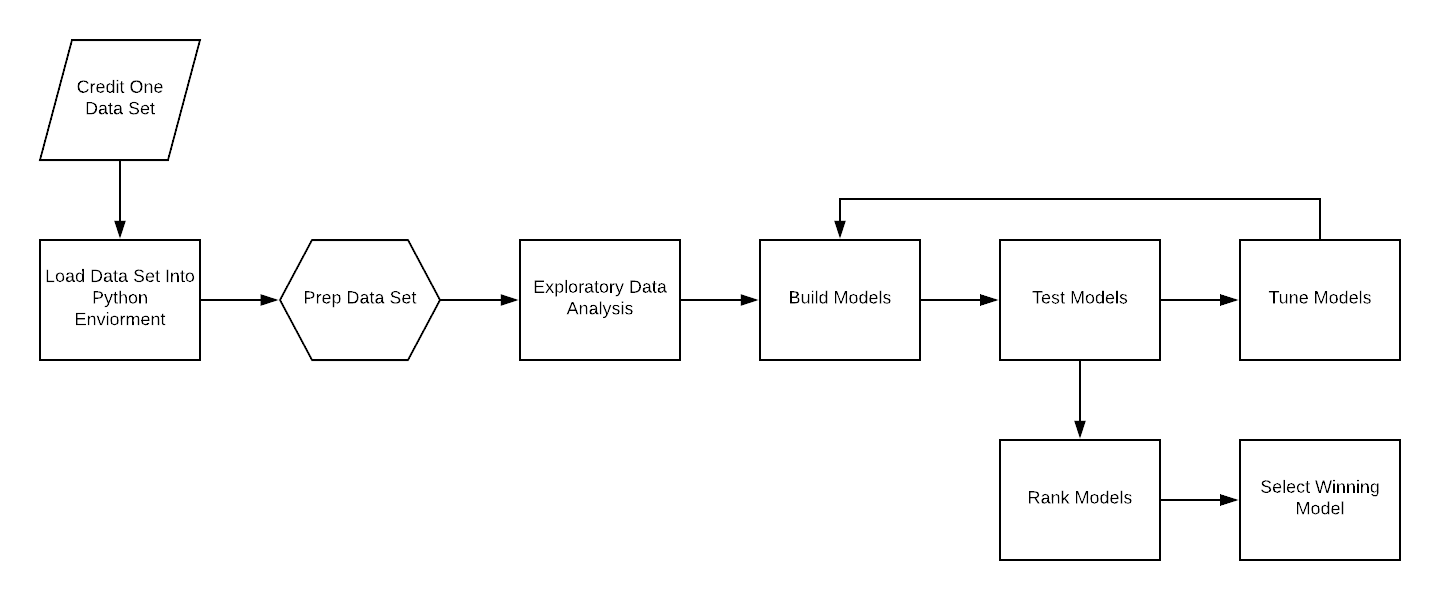 Credit One
Data Set
Load Data Set Into
Python
Enviorment
Prep Data Set
Exploratory Data
Analysis
Build Models
Test Models
Tune Models
Rank Models
Select Winning
Model